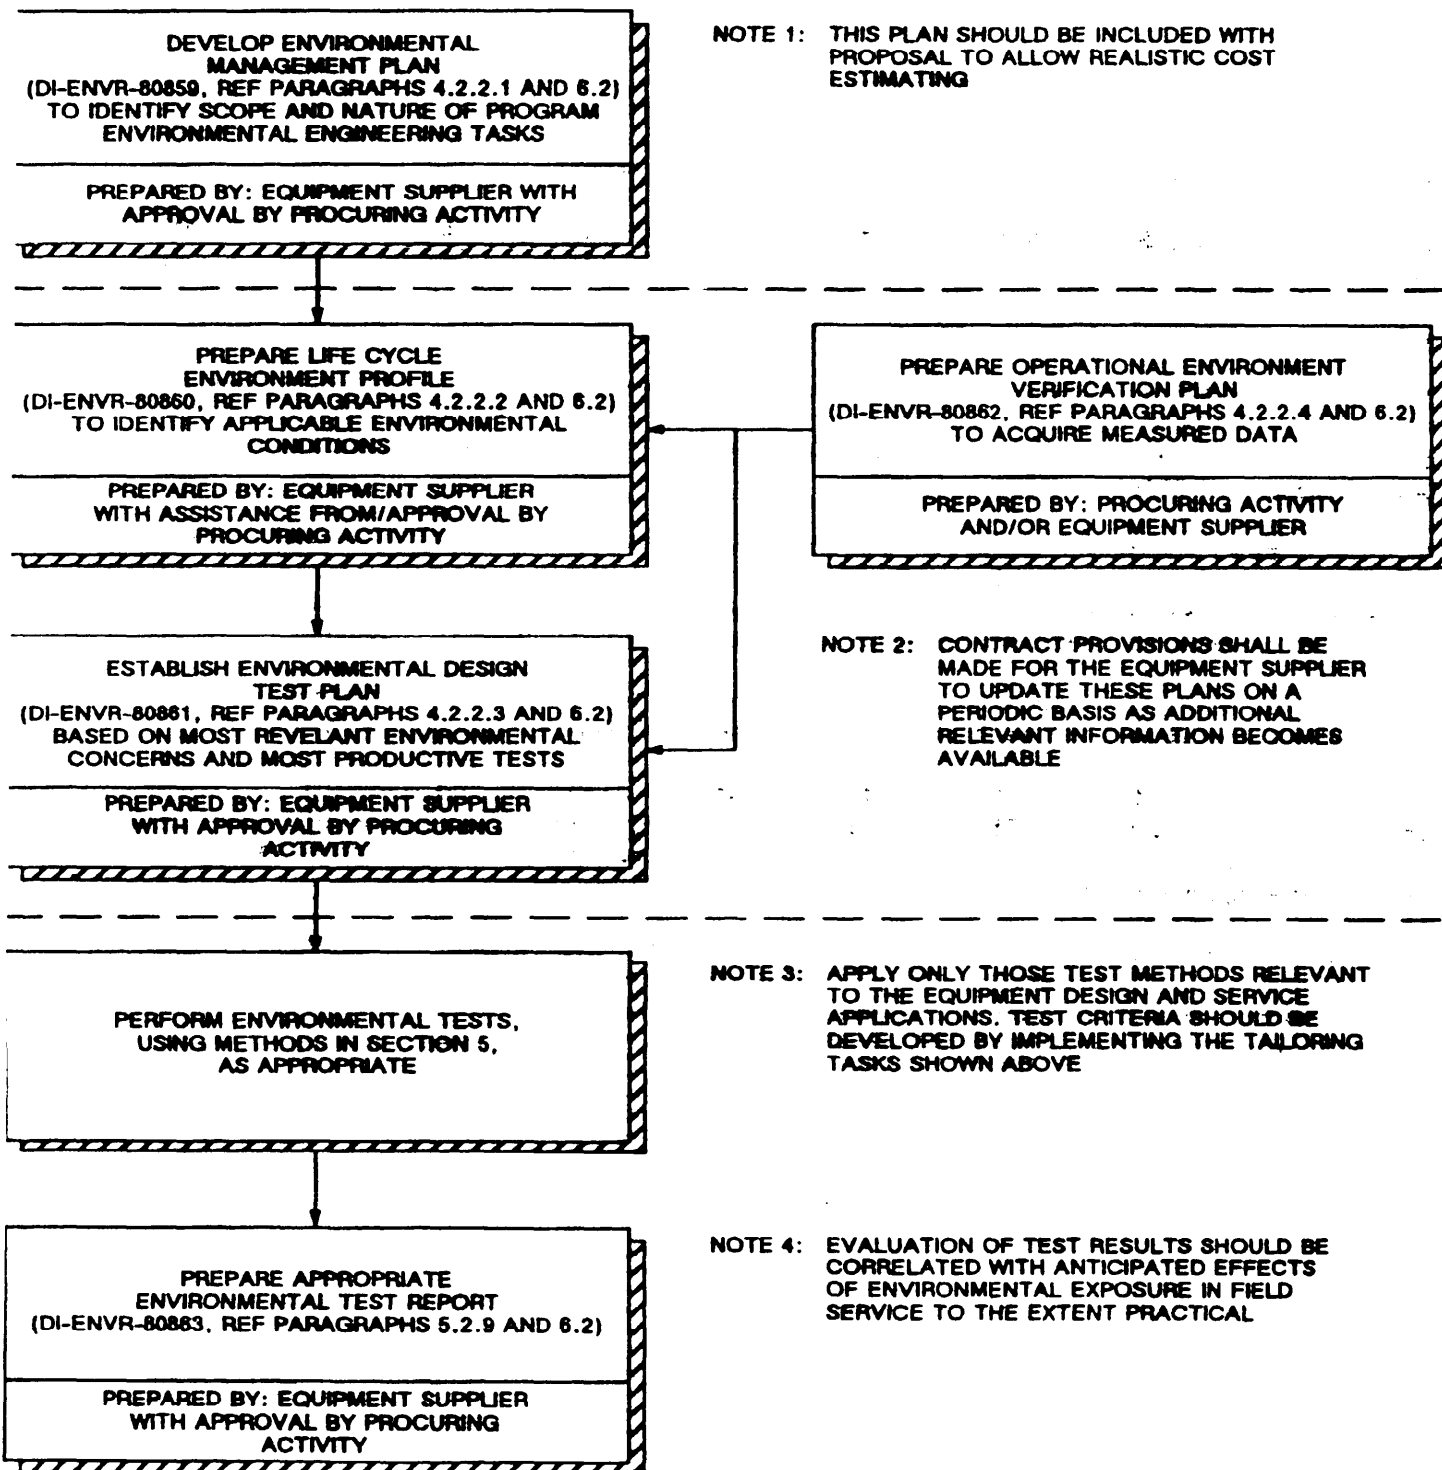 DEVELOP ENVIRONMENTAL
MANAGEMENT PLAN
(DI-ENVR-80859, REF PARAGRAPHS 4.2.2.1 AND 6.2)
TO IDENTIFY SCOPE AND NATURE OF PROGRAM
ENVIRONMENTAL ENGINEERING TASKS
PREPARED BY: EQUIPMENT SUPPLIER WITH
APPROVAL BY PROCURING ACTIVITY
NOTE 1: THIS PLAN SHOULD BE INCLUDED WITH
PROPOSAL TO ALLOW REALISTIC COST
ESTIMATING
PREPARE LIFE CYCLE
ENVIRONMENT PROFILE
(DI-ENVR-80860, REF PARAGRAPHS 4.2.2.2 AND 6.2)
TO IDENTIFY APPLICABLE ENVIRONMENTAL
CONDITIONS
PREPARED BY: EQUIPMENT SUPPLIER
WITH ASSISTANCE FROM/APPROVAL BY
PROCURING ACTIVITY
PREPARE OPERATIONAL ENVIRONMENT
VERIFICATION PLAN
(DI-ENVR-80862, REF PARAGRAPHS 4.2.2.4 AND 6.2)
TO ACQUIRE MEASURED DATA
PREPARED BY: PROCURING ACTIVITY
AND/OR EQUIPMENT SUPPLIER
ESTABLISH ENVIRONMENTAL DESIGN
TEST PLAN
(DI-ENVR-80861, REF PARAGRAPHS 4.2.2.3 AND 6.2)
BASED ON MOST REVELANT ENVIRONMENTAL
CONCERNS AND MOST PRODUCTIVE TESTS
PREPARED BY: EQUIPMENT SUPPLIER
WITH APPROVAL BY PROCURING
ACTIVITY
NOTE 2: CONTRACT PROVISIONS SHALL BE
MADE FOR THE EQUIPMENT SUPPLIER
TO UPDATE THESE PLANS ON A
PERIODIC BASIS AS ADDITIONAL
RELEVANT INFORMATION BECOMES
AVAILABLE
PERFORM ENVIRONMENTAL TESTS,
USING METHODS IN SECTION 5,
AS APPROPRIATE
NOTE 3: APPLY ONLY THOSE TEST METHODS RELEVANT
TO THE EQUIPMENT DESIGN AND SERVICE
APPLICATIONS. TEST CRITERIA SHOULD BE
DEVELOPED BY IMPLEMENTING THE TAILORING
TASKS SHOWN ABOVE
PREPARE APPROPRIATE
ENVIRONMENTAL TEST REPORT
(DI-ENVR-80863, REF PARAGRAPHS 5.2.9 AND 6.2)
PREPARED BY: EQUIPMENT SUPPLIER
WITH APPROVAL BY PROCURING
ACTIVITY
NOTE 4: EVALUATION OF TEST RESULTS SHOULD BE
CORRELATED WITH ANTICIPATED EFFECTS
OF ENVIRONMENTAL EXPOSURE IN FIELD
SERVICE TO THE EXTENT PRACTICAL